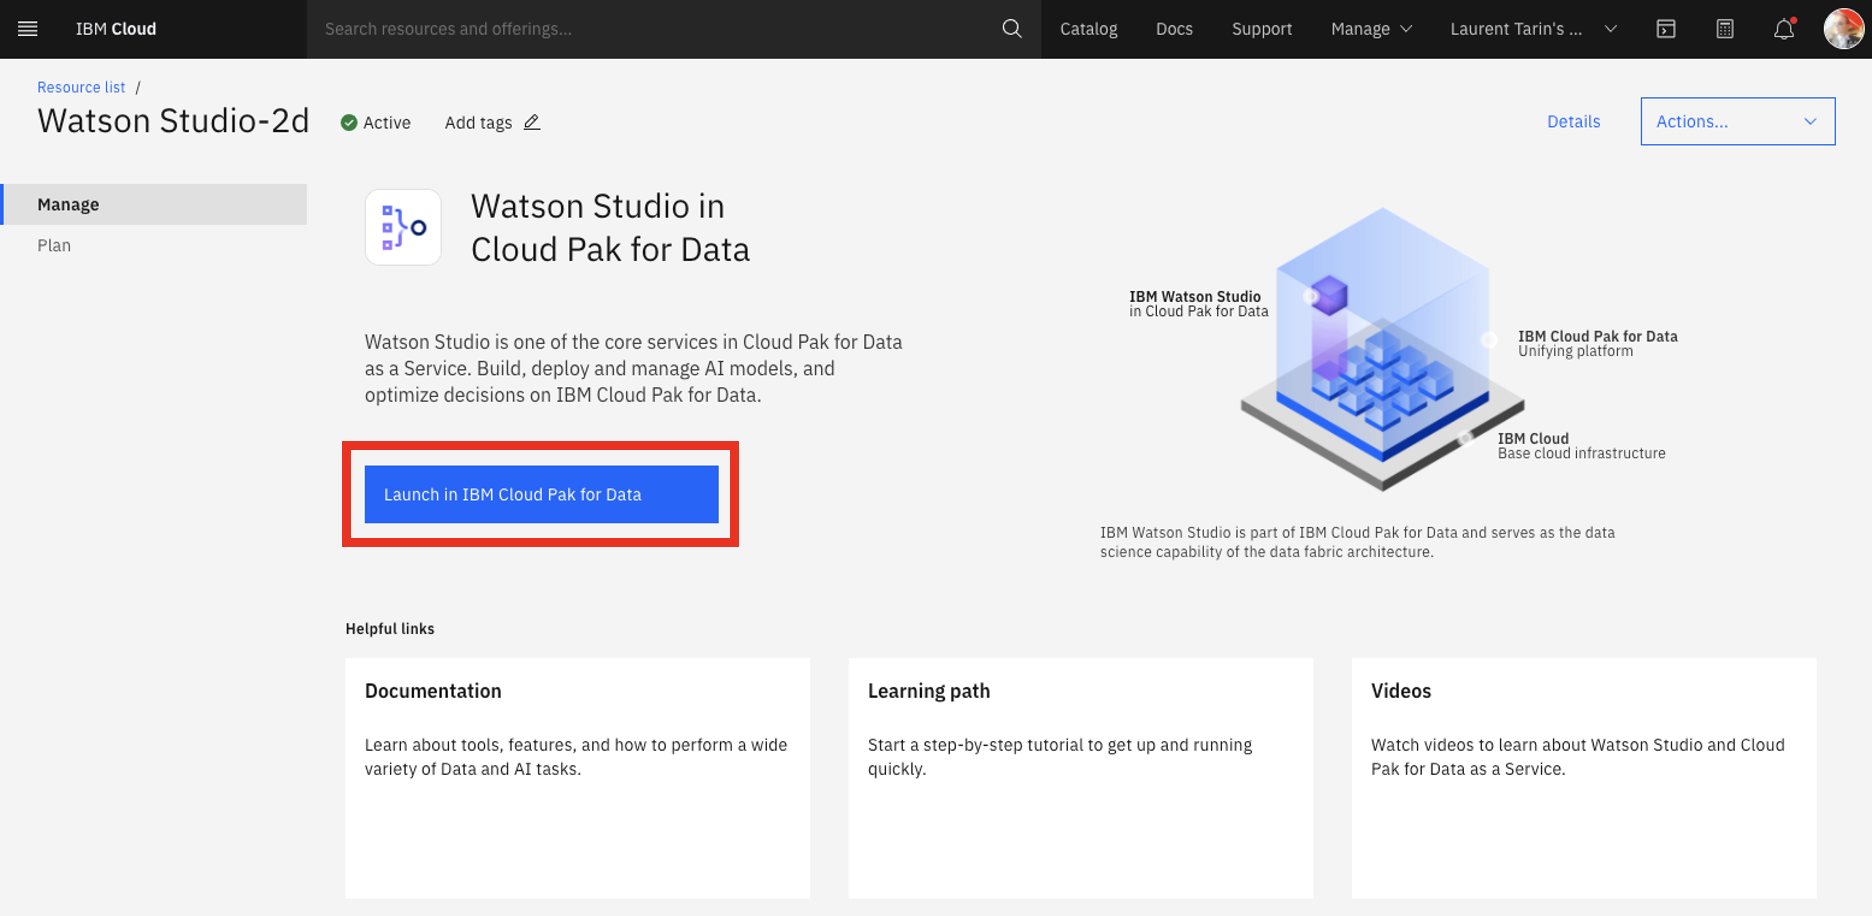 IBM Cloud
Search resources and offerings...
Catalog
Docs
Support
Manage
Laurent Tarin's ...
Resource list /
Watson Studio-2d
Active
Add tags
Details
Actions...
Manage
Plan
Watson Studio in
Cloud Pak for Data
Watson Studio is one of the core services in Cloud Pak for Data
as a Service. Build, deploy and manage AI models, and
optimize decisions on IBM Cloud Pak for Data.
Launch in IBM Cloud Pak for Data
IBM Watson Studio
in Cloud Pak for Data
IBM Cloud Pak for Data
Unifying platform
IBM Cloud
Base cloud infrastructure
IBM Watson Studio is part of IBM Cloud Pak for Data and serves as the data
science capability of the data fabric architecture.
Helpful links
Documentation
Learn about tools, features, and how to perform a wide
variety of Data and AI tasks.
Learning path
Start a step-by-step tutorial to get up and running
quickly.
Videos
Watch videos to learn about Watson Studio and Cloud
Pak for Data as a Service.